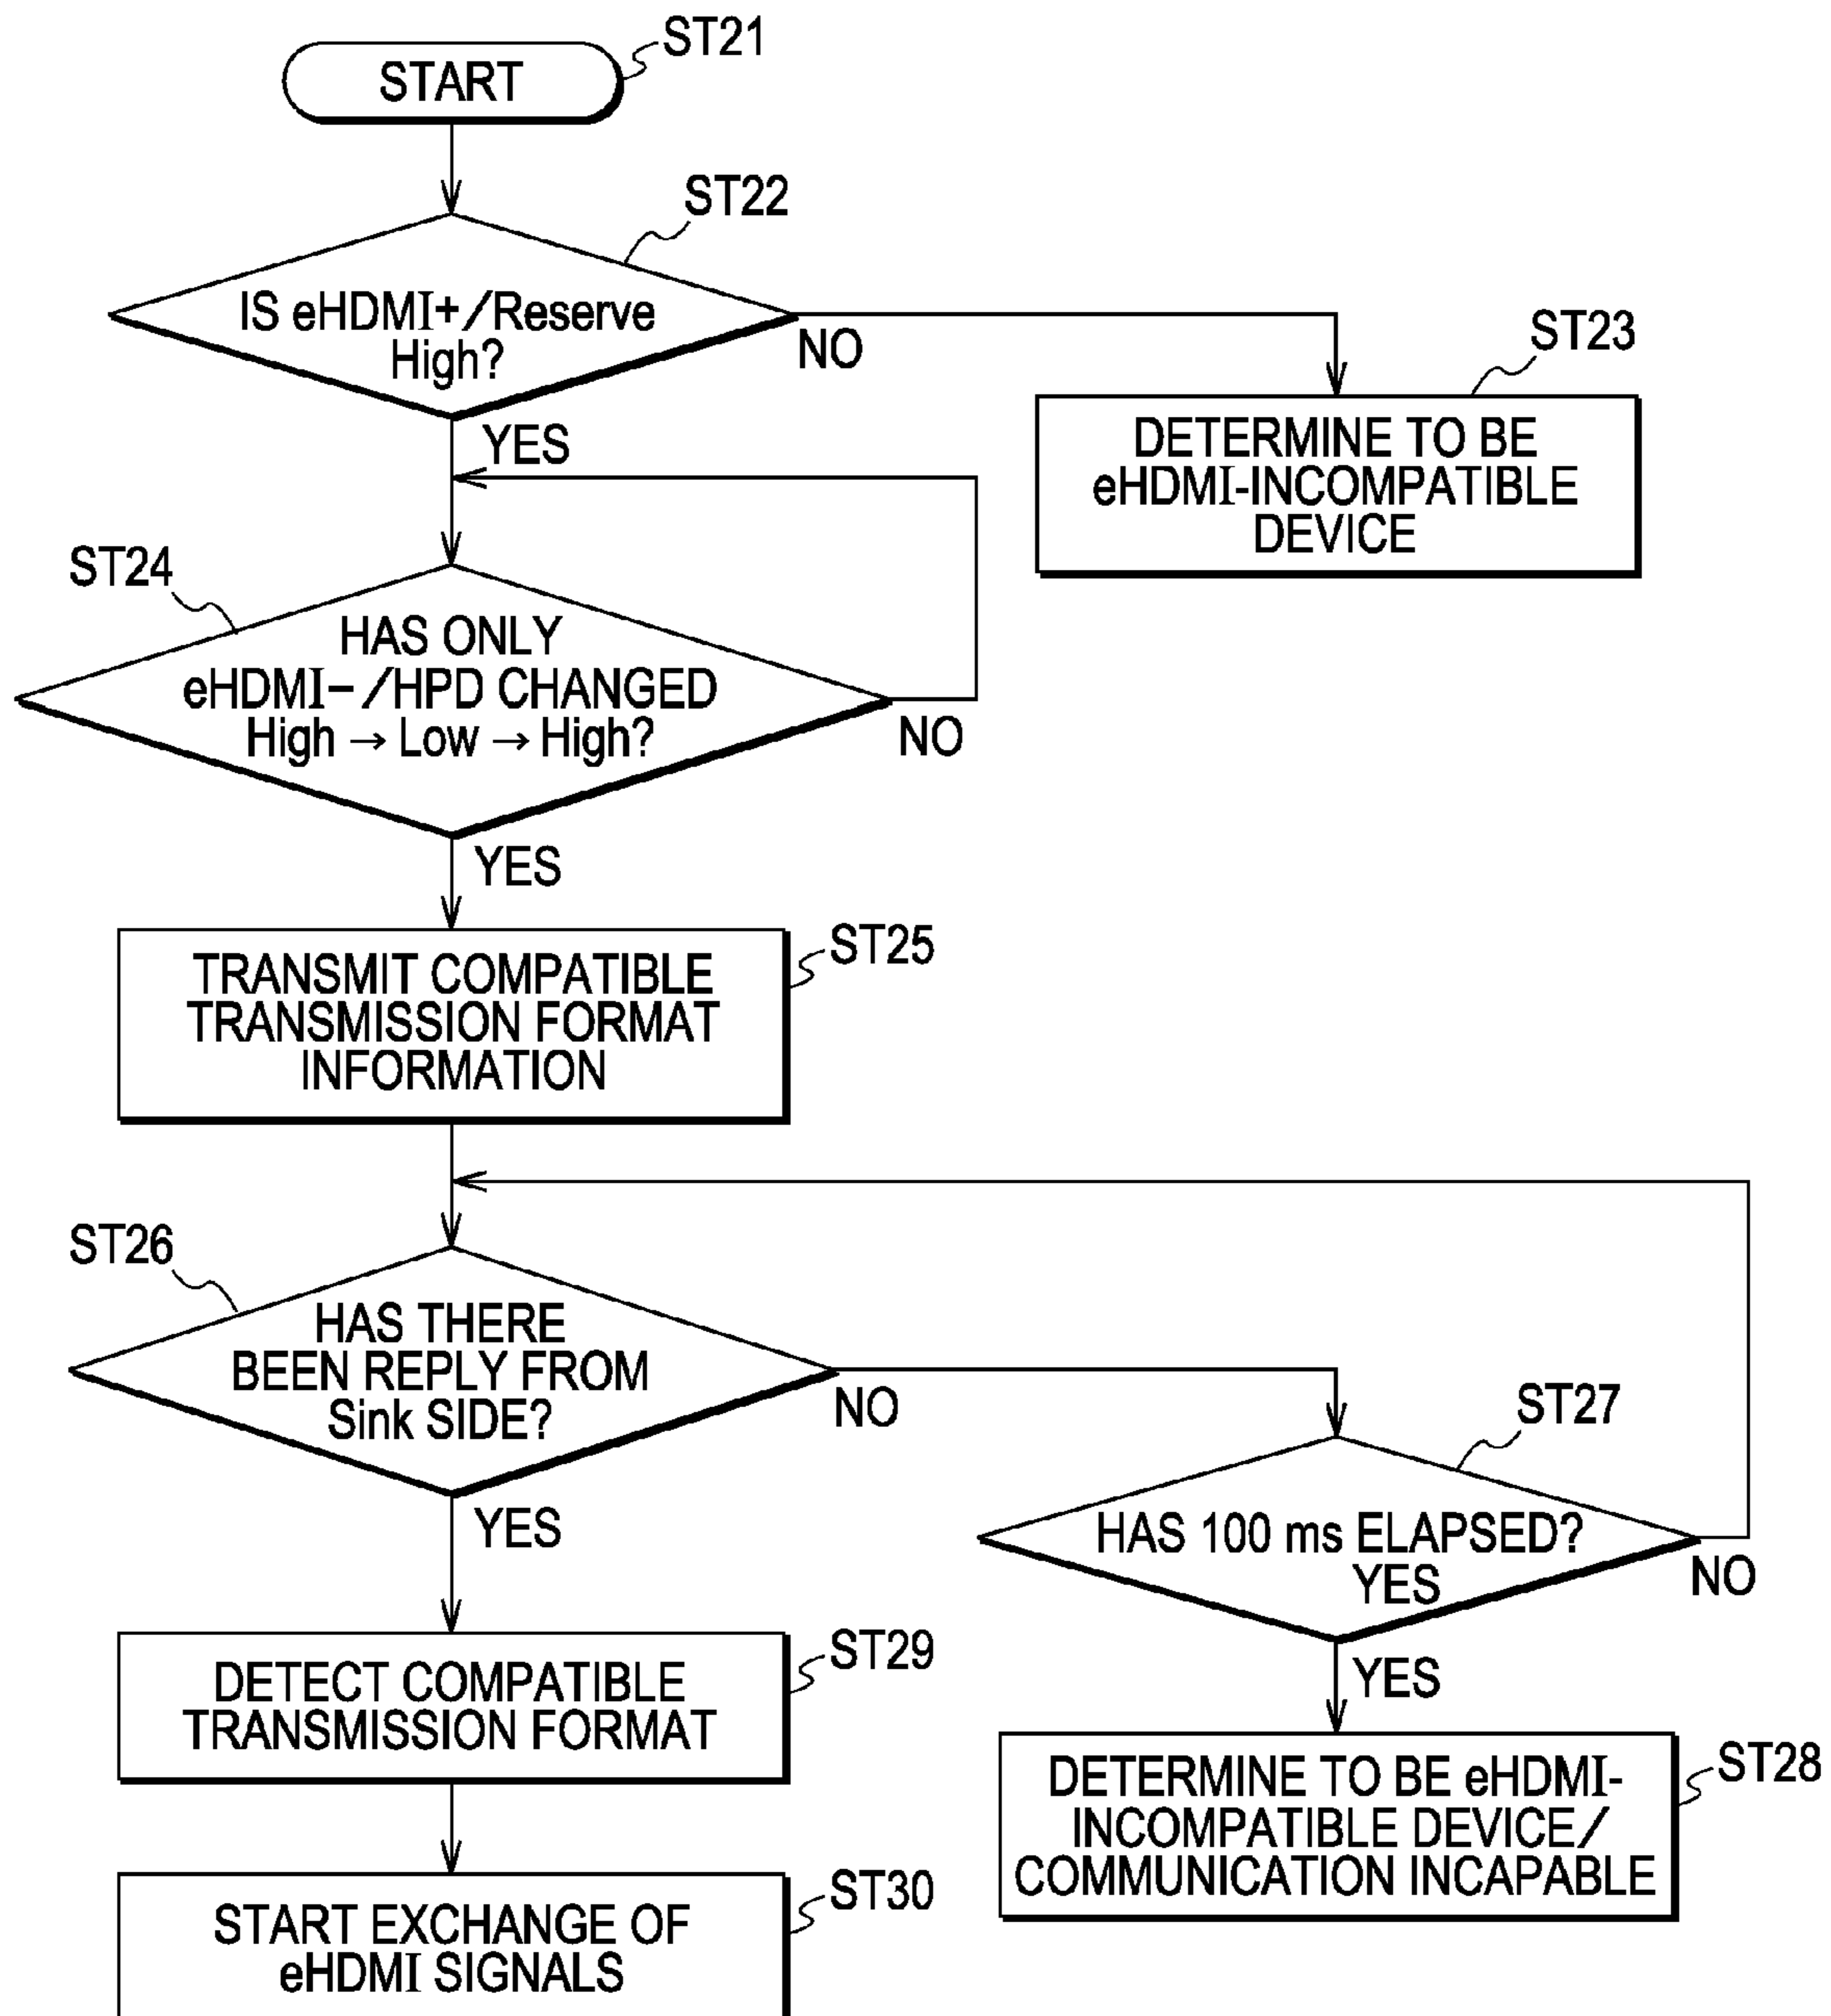 START
ST21
ST22
IS eHDMI+/Reserve
High?
NO
YES
ST23
DETERMINE TO BE
eHDMI-INCOMPATIBLE
DEVICE
ST24
HAS ONLY
eHDMI−/HPD CHANGED
High → Low → High?
NO
YES
ST25
TRANSMIT COMPATIBLE
TRANSMISSION FORMAT
INFORMATION
ST26
HAS THERE
BEEN REPLY FROM
Sink SIDE?
NO
YES
ST27
HAS 100 ms ELAPSED?
YES
NO
YES
ST28
DETERMINE TO BE eHDMI-
INCOMPATIBLE DEVICE/
COMMUNICATION INCAPABLE
ST29
DETECT COMPATIBLE
TRANSMISSION FORMAT
ST30
START EXCHANGE OF
eHDMI SIGNALS